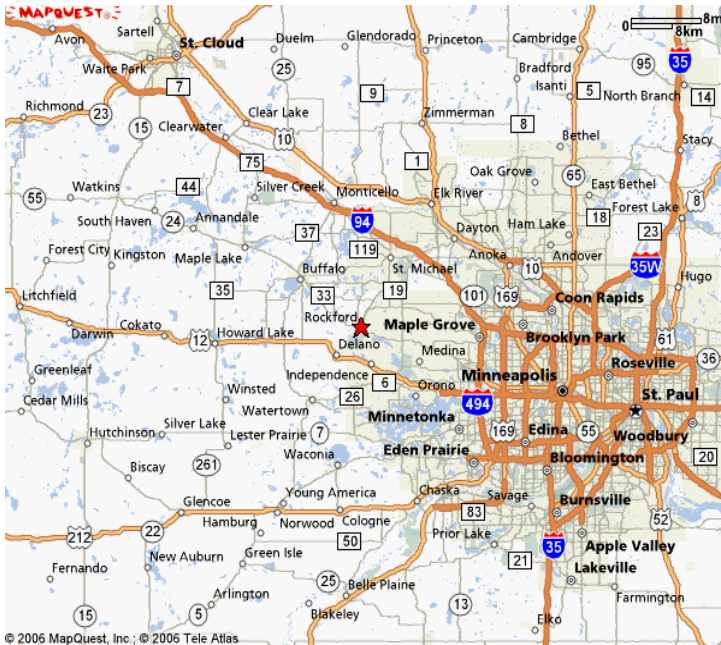 MAPQUEST®
8m
0
8km
Sartell
Avon
St. Cloud
Duelm
Glendorado
Princeton
Cambridge
35
Waite Park
25
Bradford
95
Isanti
North Branch
7
9
5
14
Richmond
23
15
Clear Lake
Zimmerman
8
Clearwater
10
Bethel
Stacy
75
1
44
Oak Grove
65
55
Watkins
Silver Creek
Monticello
Elk River
East Bethel
8
South Haven
24
Annandale
94
Ham Lake
18
Forest Lake
37
Dayton
23
Forest City
Kingston
Maple Lake
119
Anoka
Andover
35W
Buffalo
St. Michael
10
Hugo
35
33
19
101
169
Litchfield
Rockford
Coon Rapids
Darwin
Cokato
12
Howard Lake
Maple Grove
Brooklyn Park
61
Delano
Medina
Roseville
36
Greenleaf
Independence
6
Minneapolis
Orono
Winsted
26
494
St. Paul
Cedar Mills
Watertown
Minnetonka
Hutchinson
Silver Lake
7
169
Edina
55
Woodbury
Lester Prairie
Waconia
Eden Prairie
Bloomington
20
261
Biscay
Young America
Chaska
Savage
Burnsville
Glencoe
Hamburg
Norwood
Cologne
83
52
212
22
50
Prior Lake
35
Apple Valley
New Auburn
Green Isle
21
Lakeville
Fernando
25
Belle Plaine
15
5
Arlington
13
Farmington
Blakeley
Elko
© 2006 MapQuest, Inc.; © 2006 Tele Atlas